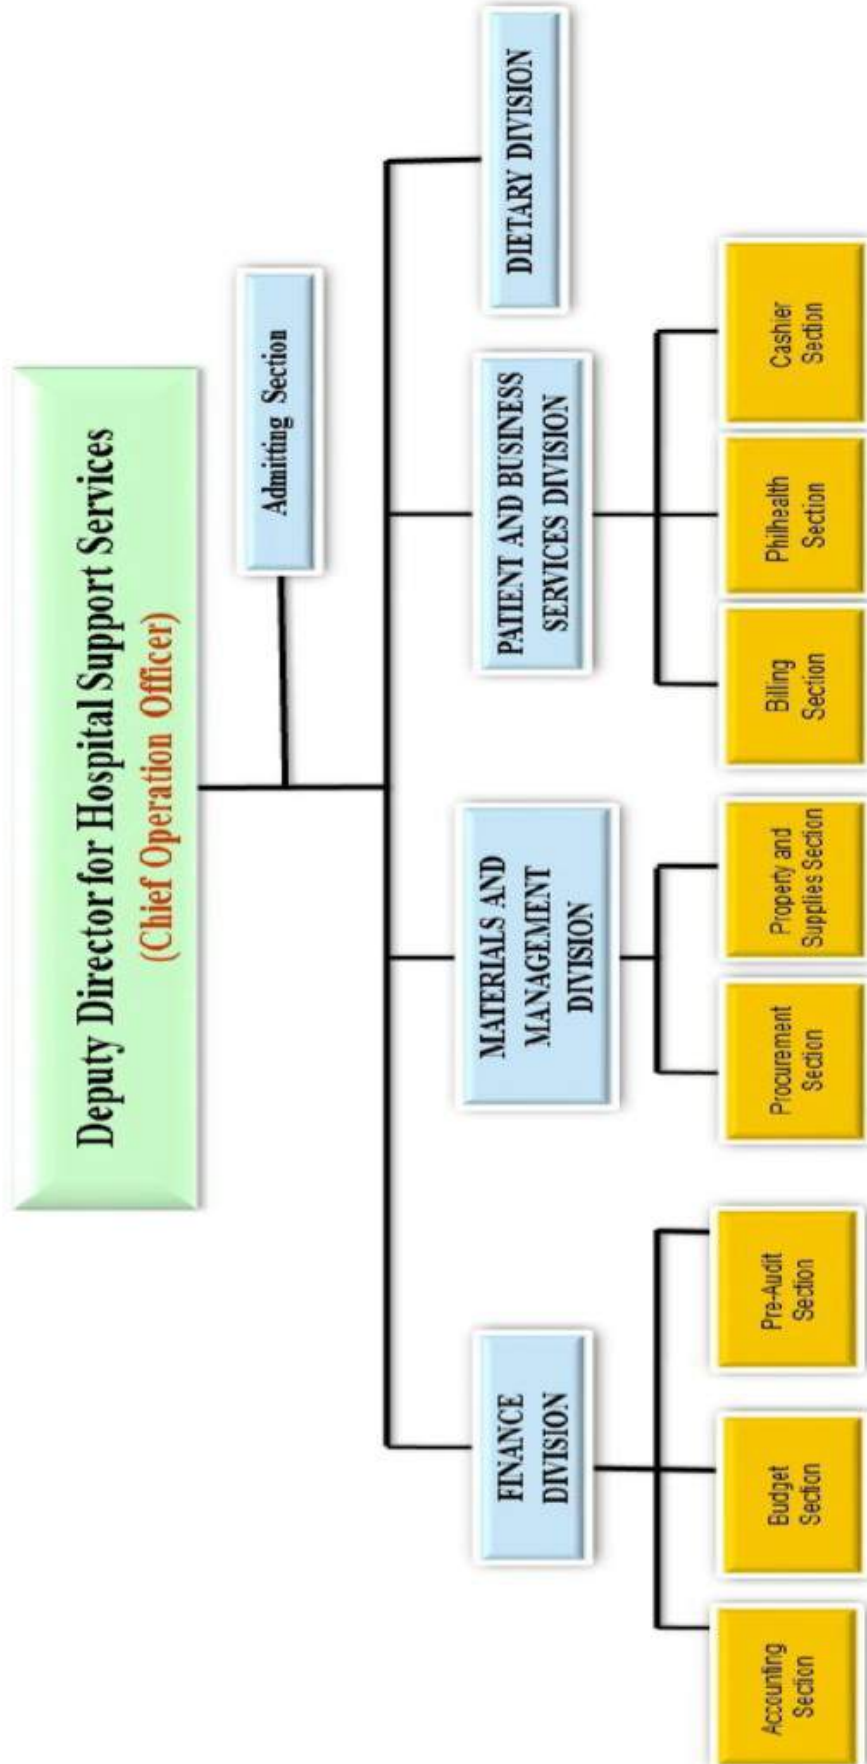 Deputy Director for Hospital Support Services
(Chief Operation Officer)
Admitting Section
FINANCE
DIVISION
MATERIALS AND
MANAGEMENT
DIVISION
PATIENT AND BUSINESS
SERVICES DIVISION
DIETARY DIVISION
Accounting
Section
Budget
Section
Pre-Audit
Section
Procurement
Section
Property and
Supplies Section
Billing
Section
Philhealth
Section
Cashier
Section